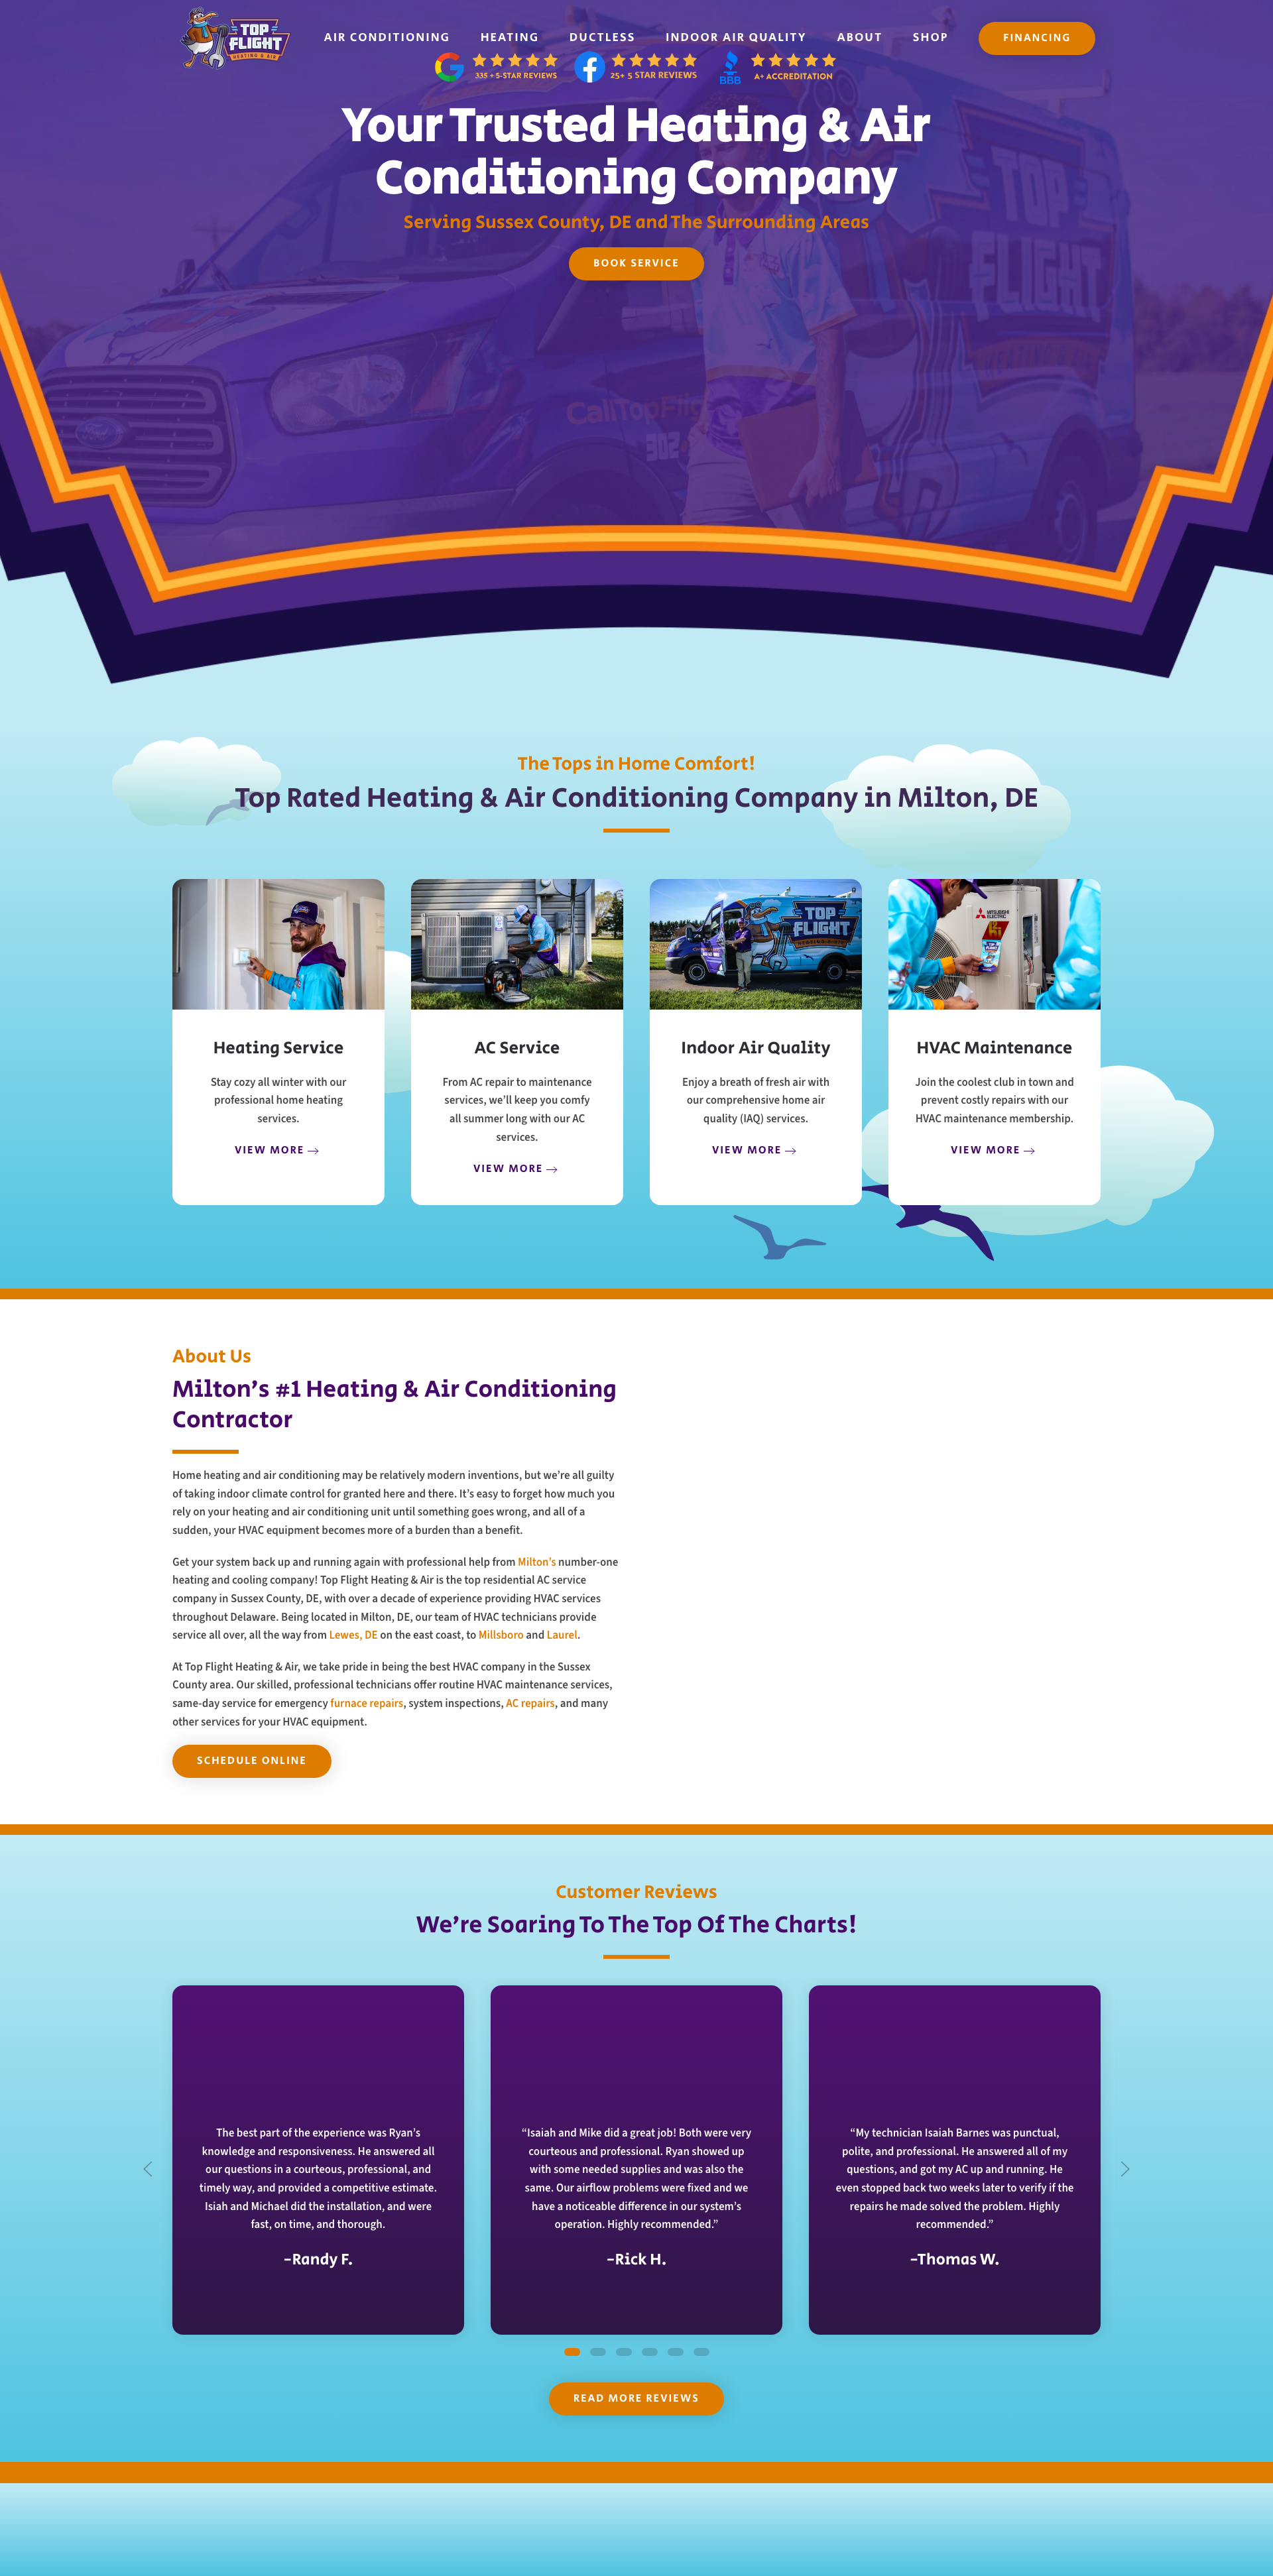 TOP FLIGHT
HEATING & AIR
AIR CONDITIONING HEATING DUCTLESS INDOOR AIR QUALITY ABOUT SHOP FINANCING
335 + 5-STAR REVIEWS
25+ 5 STAR REVIEWS
BBB
A+ ACCREDITATION
Your Trusted Heating & Air
Conditioning Company
Serving Sussex County, DE and The Surrounding Areas
BOOK SERVICE
TOP
FLIGHT
302
The Tops in Home Comfort!
Top Rated Heating & Air Conditioning Company in Milton, DE
TOP
FLIGHT
MITSUBISHI
ELECTRIC
Heating Service
Stay cozy all winter with our
professional home heating
services.
VIEW MORE
AC Service
From AC repair to maintenance
services, we’ll keep you comfy
all summer long with our AC
services.
VIEW MORE
Indoor Air Quality
Enjoy a breath of fresh air with
our comprehensive home air
quality (IAQ) services.
VIEW MORE
HVAC Maintenance
Join the coolest club in town and
prevent costly repairs with our
HVAC maintenance membership.
VIEW MORE
About Us
Milton’s #1 Heating & Air Conditioning
Contractor
Home heating and air conditioning may be relatively modern inventions, but we’re all guilty
of taking indoor climate control for granted here and there. It’s easy to forget how much you
rely on your heating and air conditioning unit until something goes wrong, and all of a
sudden, your HVAC equipment becomes more of a burden than a benefit.
Get your system back up and running again with professional help from Milton’s number-one
heating and cooling company! Top Flight Heating & Air is the top residential AC service
company in Sussex County, DE, with over a decade of experience providing HVAC services
throughout Delaware. Being located in Milton, DE, our team of HVAC technicians provide
service all over, all the way from Lewes, DE on the east coast, to Millsboro and Laurel.
At Top Flight Heating & Air, we take pride in being the best HVAC company in the Sussex
County area. Our skilled, professional technicians offer routine HVAC maintenance services,
same-day service for emergency furnace repairs, system inspections, AC repairs, and many
other services for your HVAC equipment.
SCHEDULE ONLINE
Customer Reviews
We’re Soaring To The Top Of The Charts!
The best part of the experience was Ryan’s
knowledge and responsiveness. He answered all
our questions in a courteous, professional, and
timely way, and provided a competitive estimate.
Isiah and Michael did the installation, and were
fast, on time, and thorough.
–Randy F.
“Isaiah and Mike did a great job! Both were very
courteous and professional. Ryan showed up
with some needed supplies and was also the
same. Our airflow problems were fixed and we
have a noticeable difference in our system’s
operation. Highly recommended.”
–Rick H.
“My technician Isaiah Barnes was punctual,
polite, and professional. He answered all of my
questions, and got my AC up and running. He
even stopped back two weeks later to verify if the
repairs he made solved the problem. Highly
recommended.”
–Thomas W.
READ MORE REVIEWS